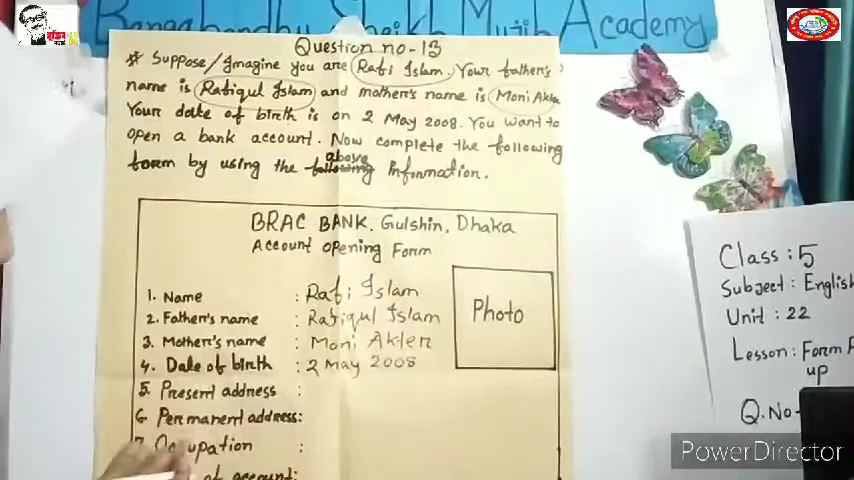 Bangabandhu Sheikh Mujib Academy
Question no - 13
* Suppose/Imagine you are Rafi Islam. Your father's
name is Rafiqul Islam and mother's name is Moni Akter
Your date of birth is on 2 May 2008. You want to
open a bank account. Now complete the following
form by using the above information.
BRAC BANK, Gulshin, Dhaka
Account opening Form
Photo
1. Name : Rafi Islam
2. Father's name : Rafiqul Islam
3. Mother's name : Moni Akter
4. Date of birth : 2 May 2008
5. Present address :
6. Permanent address:
7. Occupation :
of account:
Class : 5
Subject : English
Unit : 22
Lesson: Form
up
Q. No-
PowerDirector